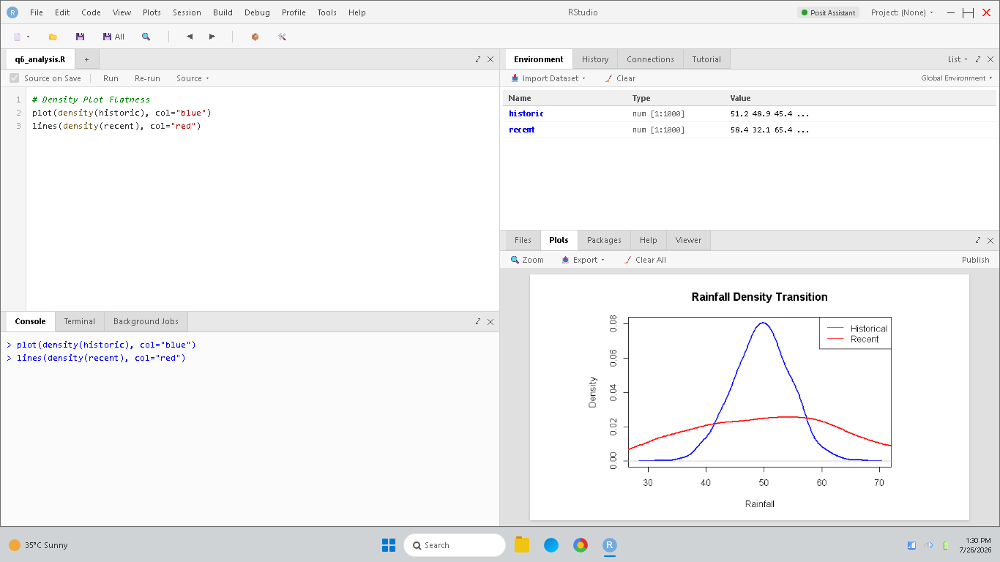 R File Edit Code View Plots Session Build Debug Profile Tools Help RStudio Posit Assistant Project: (None)
All
q6_analysis.R +
Source on Save Run Re-run Source
1 # Density Plot Flatness
2 plot(density(historic), col="blue")
3 lines(density(recent), col="red")
Console Terminal Background Jobs
> plot(density(historic), col="blue")
> lines(density(recent), col="red")
Environment History Connections Tutorial List
Import Dataset Clear Global Environment
Name Type Value
historic num [1:1000] 51.2 48.9 45.4 ...
recent num [1:1000] 58.4 32.1 65.4 ...
Files Plots Packages Help Viewer
Zoom Export Clear All Publish
Rainfall Density Transition
Historical
Recent
Density
0.08
0.06
0.04
0.02
0.00
30 40 50 60 70
Rainfall
35°C Sunny Search R 1:30 PM
7/26/2026